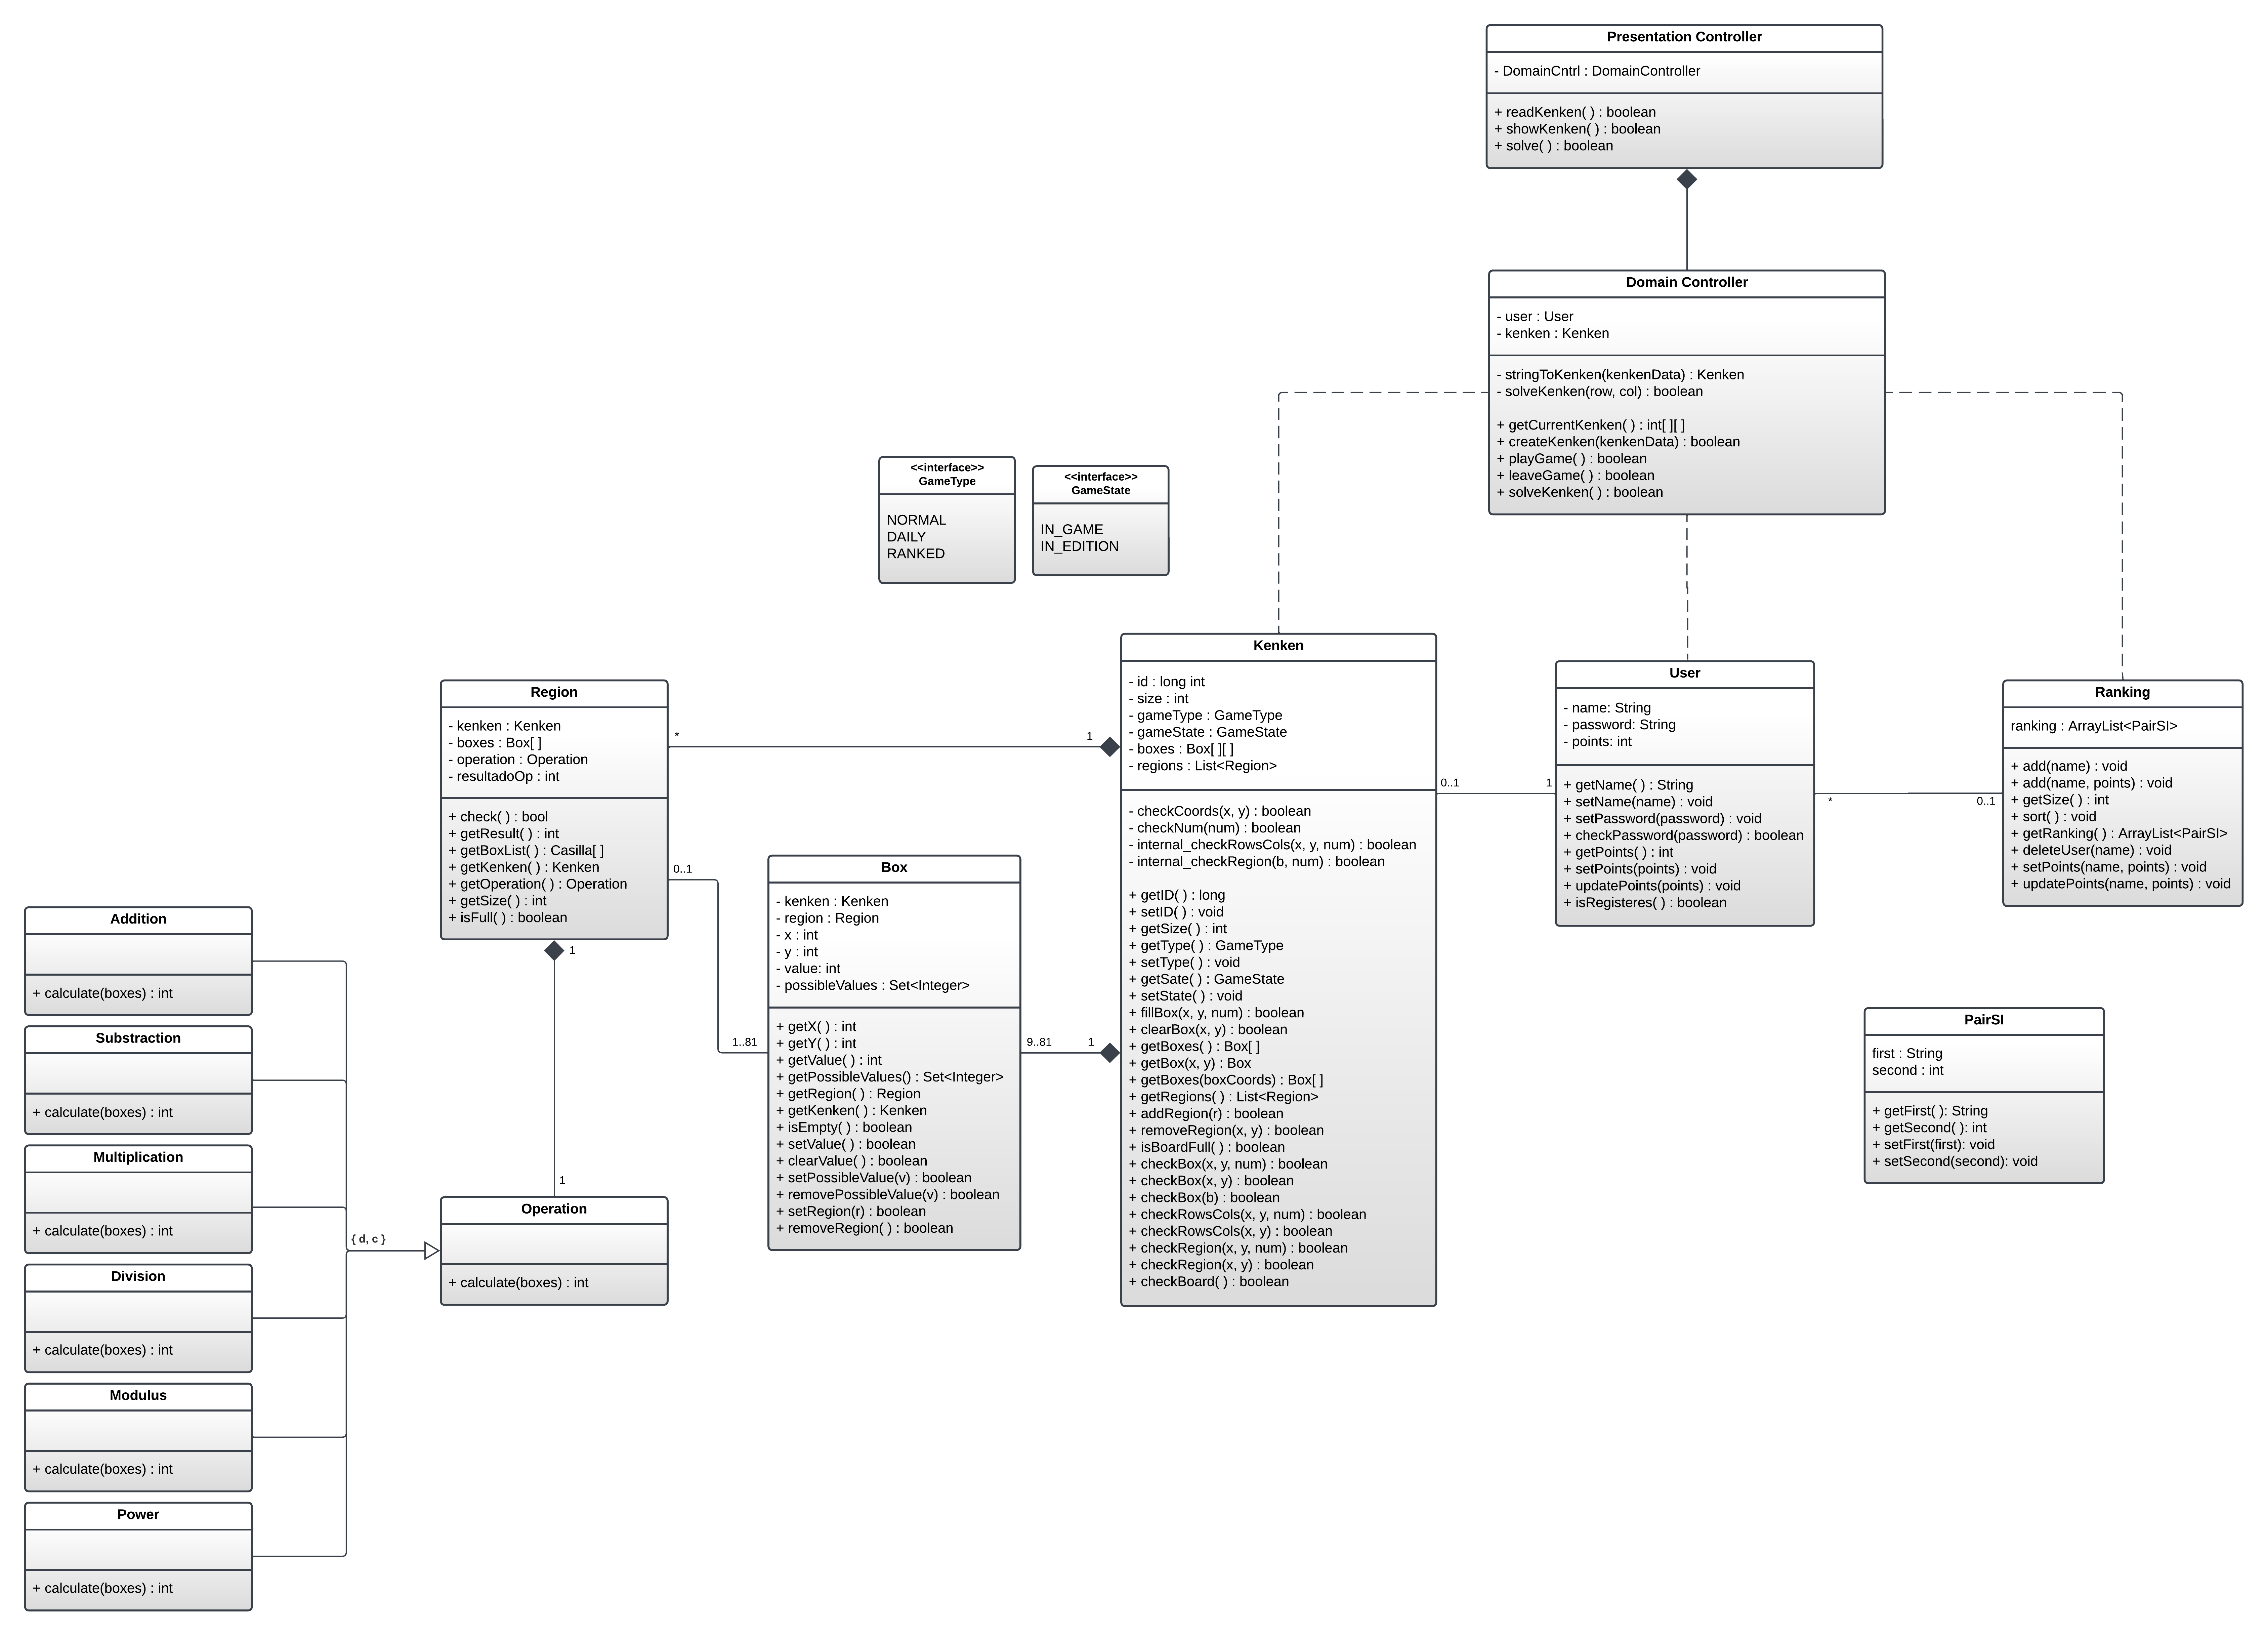 Presentation Controller
- DomainCntrl : DomainController
+ readKenken( ) : boolean
+ showKenken( ) : boolean
+ solve( ) : boolean
Domain Controller
- user : User
- kenken : Kenken
- stringToKenken(kenkenData) : Kenken
- solveKenken(row, col) : boolean
+ getCurrentKenken( ) : int[ ][ ]
+ createKenken(kenkenData) : boolean
+ playGame( ) : boolean
+ leaveGame( ) : boolean
+ solveKenken( ) : boolean
<<interface>>
GameType
NORMAL
DAILY
RANKED
<<interface>>
GameState
IN_GAME
IN_EDITION
Region
- kenken : Kenken
- boxes : Box[ ]
- operation : Operation
- resultadoOp : int
+ check( ) : bool
+ getResult( ) : int
+ getBoxList( ) : Casilla[ ]
+ getKenken( ) : Kenken
+ getOperation( ) : Operation
+ getSize( ) : int
+ isFull( ) : boolean
*
1
0..1
1..81
1
1
Box
- kenken : Kenken
- region : Region
- x : int
- y : int
- value: int
- possibleValues : Set<Integer>
+ getX( ) : int
+ getY( ) : int
+ getValue( ) : int
+ getPossibleValues() : Set<Integer>
+ getRegion( ) : Region
+ getKenken( ) : Kenken
+ isEmpty( ) : boolean
+ setValue( ) : boolean
+ clearValue( ) : boolean
+ setPossibleValue(v) : boolean
+ removePossibleValue(v) : boolean
+ setRegion(r) : boolean
+ removeRegion( ) : boolean
9..81
1
Kenken
- id : long int
- size : int
- gameType : GameType
- gameState : GameState
- boxes : Box[ ][ ]
- regions : List<Region>
- checkCoords(x, y) : boolean
- checkNum(num) : boolean
- internal_checkRowsCols(x, y, num) : boolean
- internal_checkRegion(b, num) : boolean
+ getID( ) : long
+ setID( ) : void
+ getSize( ) : int
+ getType( ) : GameType
+ setType( ) : void
+ getSate( ) : GameState
+ setState( ) : void
+ fillBox(x, y, num) : boolean
+ clearBox(x, y) : boolean
+ getBoxes( ) : Box[ ]
+ getBox(x, y) : Box
+ getBoxes(boxCoords) : Box[ ]
+ getRegions( ) : List<Region>
+ addRegion(r) : boolean
+ removeRegion(x, y) : boolean
+ isBoardFull( ) : boolean
+ checkBox(x, y, num) : boolean
+ checkBox(x, y) : boolean
+ checkBox(b) : boolean
+ checkRowsCols(x, y, num) : boolean
+ checkRowsCols(x, y) : boolean
+ checkRegion(x, y, num) : boolean
+ checkRegion(x, y) : boolean
+ checkBoard( ) : boolean
0..1
1
User
- name: String
- password: String
- points: int
+ getName( ) : String
+ setName(name) : void
+ setPassword(password) : void
+ checkPassword(password) : boolean
+ getPoints( ) : int
+ setPoints(points) : void
+ updatePoints(points) : void
+ isRegisteres( ) : boolean
*
0..1
Ranking
ranking : ArrayList<PairSI>
+ add(name) : void
+ add(name, points) : void
+ getSize( ) : int
+ sort( ) : void
+ getRanking( ) : ArrayList<PairSI>
+ deleteUser(name) : void
+ setPoints(name, points) : void
+ updatePoints(name, points) : void
PairSI
first : String
second : int
+ getFirst( ): String
+ getSecond( ): int
+ setFirst(first): void
+ setSecond(second): void
Addition
+ calculate(boxes) : int
Substraction
+ calculate(boxes) : int
Multiplication
+ calculate(boxes) : int
Division
+ calculate(boxes) : int
Modulus
+ calculate(boxes) : int
Power
+ calculate(boxes) : int
{ d, c }
Operation
+ calculate(boxes) : int